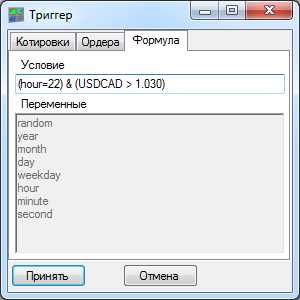 Триггер
Котировки Ордера Формула
Условие
(hour=22) & (USDCAD > 1.030)
Переменные
random
year
month
day
weekday
hour
minute
second
Принять Отмена